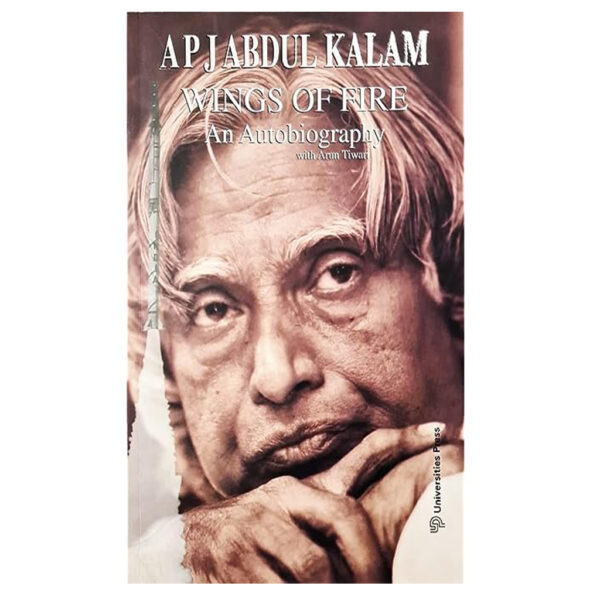 A P J ABDUL KALAM
WINGS OF FIRE
An Autobiography
with Arun Tiwari
Universities Press